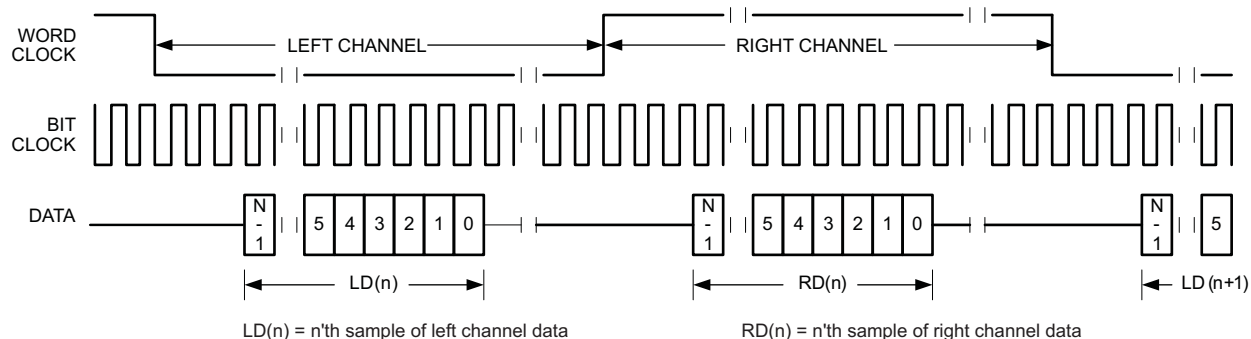 WORD
CLOCK
LEFT CHANNEL
RIGHT CHANNEL
BIT
CLOCK
DATA
N
-
1
5 4 3 2 1 0
N
-
1
5 4 3 2 1 0
N
-
1
5
LD(n)
RD(n)
LD (n+1)
LD(n) = n'th sample of left channel data
RD(n) = n'th sample of right channel data